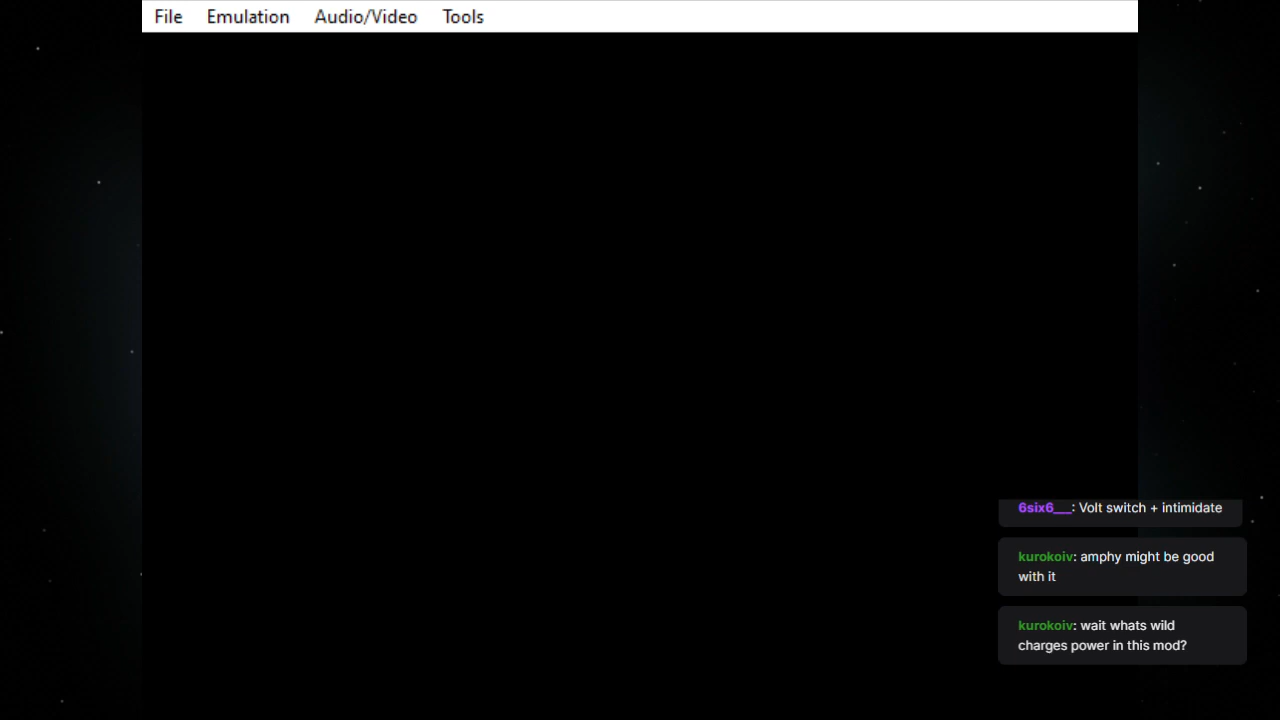 File Emulation Audio/Video Tools
6six6__: Volt switch + intimidate
kurokoiv: amphy might be good
with it
kurokoiv: wait whats wild
charges power in this mod?